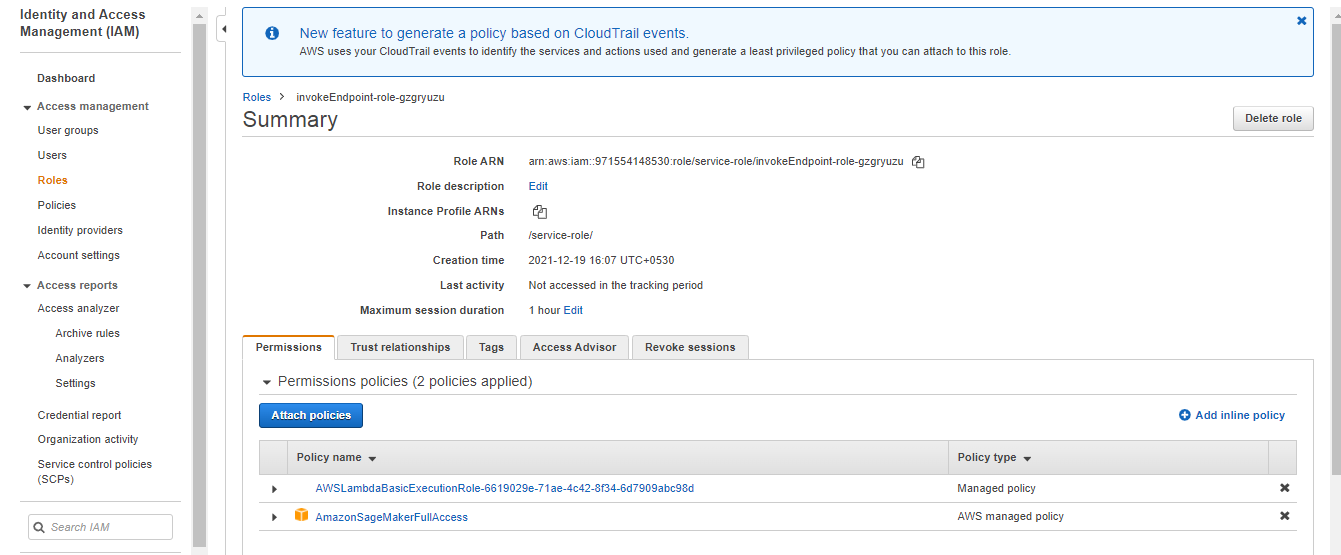 Identity and Access
Management (IAM)
Dashboard
Access management
User groups
Users
Roles
Policies
Identity providers
Account settings
Access reports
Access analyzer
Archive rules
Analyzers
Settings
Credential report
Organization activity
Service control policies
(SCPs)
Search IAM
New feature to generate a policy based on CloudTrail events.
AWS uses your CloudTrail events to identify the services and actions used and generate a least privileged policy that you can attach to this role.
Roles > invokeEndpoint-role-gzgryuzu
Summary
Delete role
Role ARN arn:aws:iam::971554148530:role/service-role/invokeEndpoint-role-gzgryuzu
Role description Edit
Instance Profile ARNs
Path /service-role/
Creation time 2021-12-19 16:07 UTC+0530
Last activity Not accessed in the tracking period
Maximum session duration 1 hour Edit
Permissions Trust relationships Tags Access Advisor Revoke sessions
Permissions policies (2 policies applied)
Attach policies
Add inline policy
Policy name Policy type
AWSLambdaBasicExecutionRole-6619029e-71ae-4c42-8f34-6d7909abc98d Managed policy
AmazonSageMakerFullAccess AWS managed policy